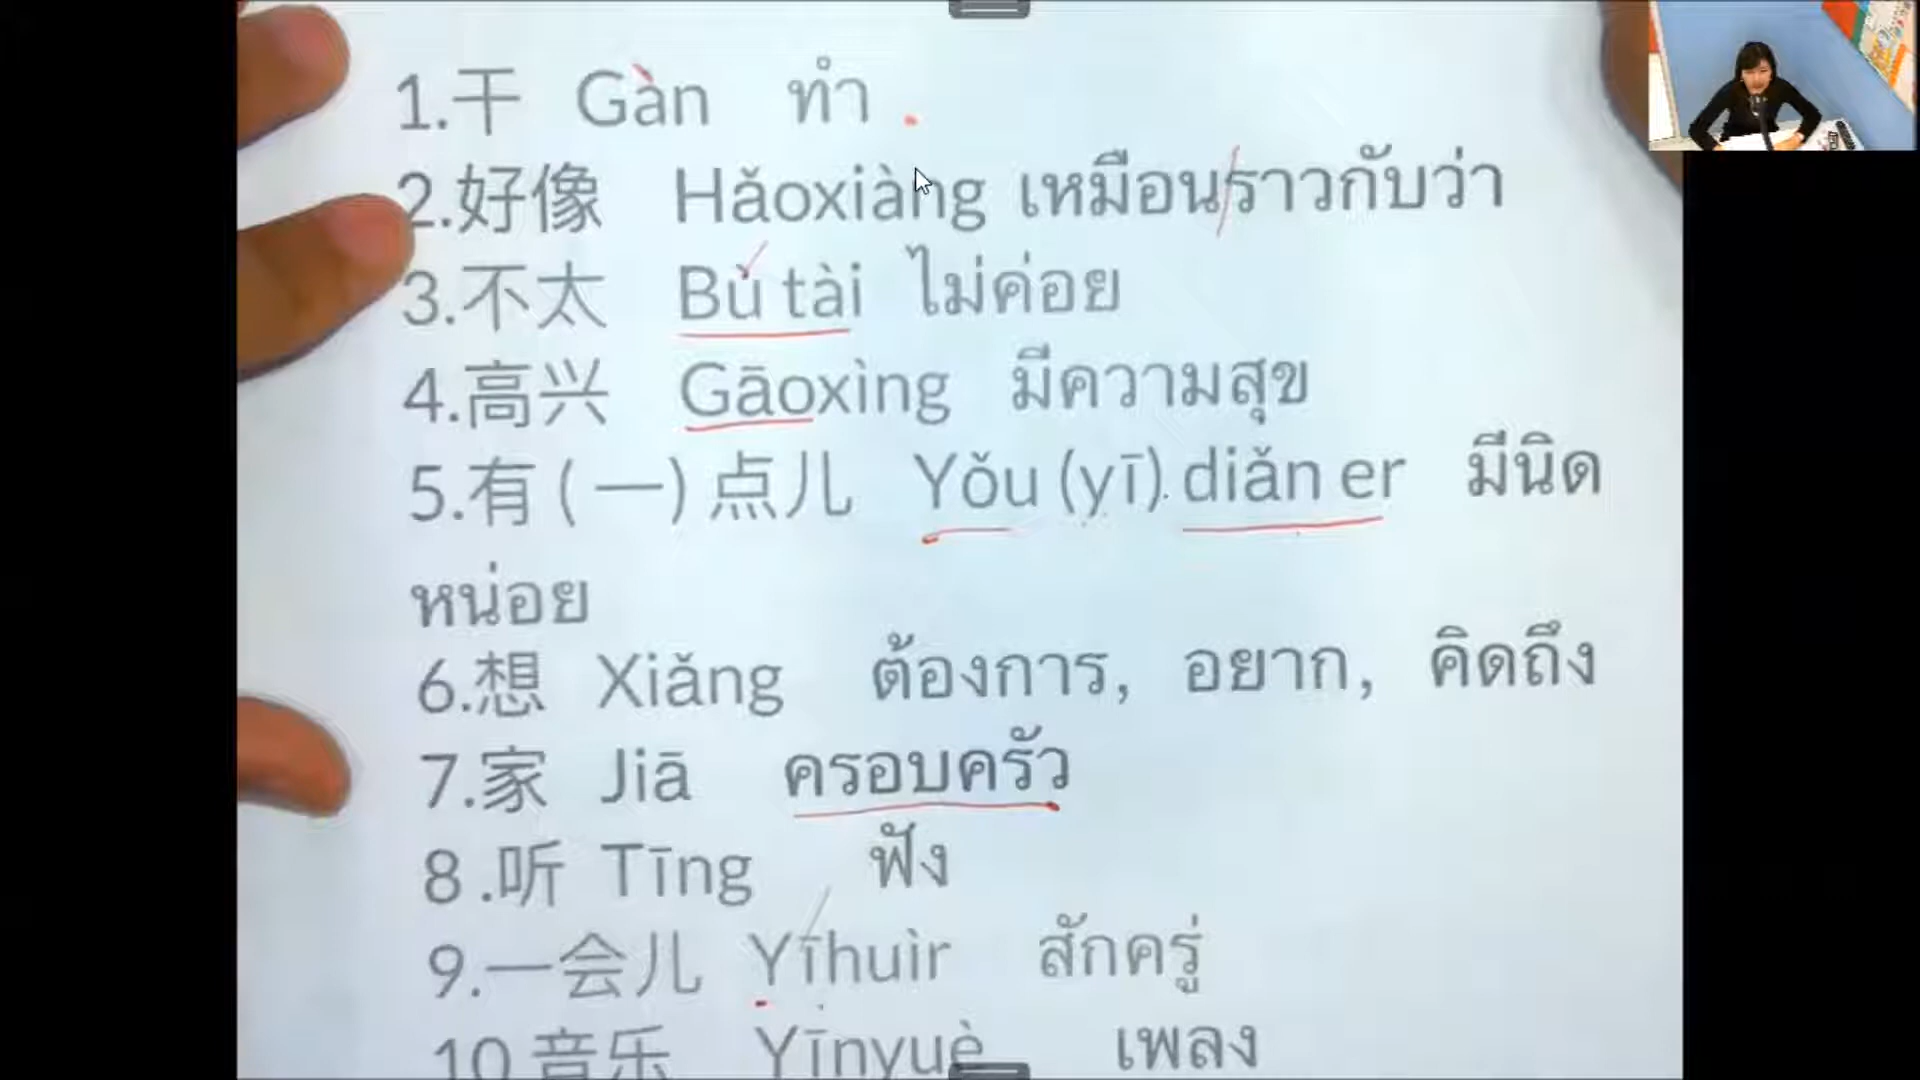 1.干 Gàn ทำ
2.好像 Hǎoxiàng เหมือน/ราวกับว่า
3.不太 Bù tài ไม่ค่อย
4.高兴 Gāoxìng มีความสุข
5.有(一)点儿 Yǒu (yī) diǎn er มีนิด
หน่อย
6.想 Xiǎng ต้องการ, อยาก, คิดถึง
7.家 Jiā ครอบครัว
8.听 Tīng ฟัง
9.一会儿 Yīhuìr สักครู่
10 音乐 Yīnyuè เพลง